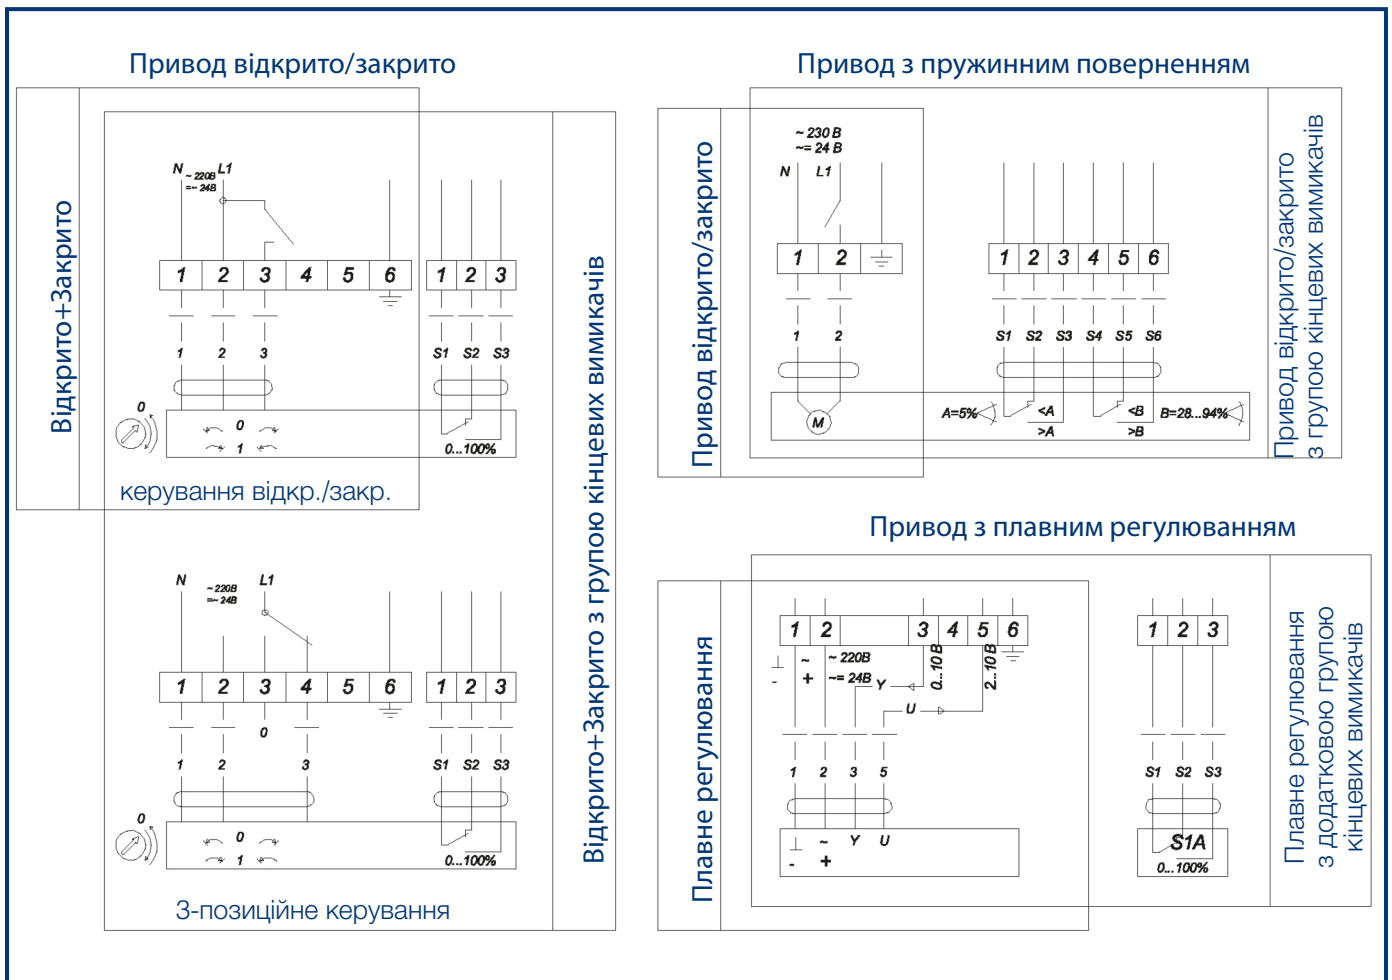 Привод відкрито/закрито
Відкрито+Закрито
N ~ 220В L1
=~ 24В
1 2 3 4 5 6 1 2 3
1 2 3 S1 S2 S3
0
0
1 0...100%
керування відкр./закр.
N ~ 220В L1
=~ 24В
1 2 3 4 5 6 1 2 3
0
1 2 3 S1 S2 S3
0
0
1 0...100%
3-позиційне керування
Відкрито+Закрито з групою кінцевих вимикачів
Привод з пружинним поверненням
Привод відкрито/закрито
~ 230 В
~= 24 В
N L1
1 2 1 2 3 4 5 6
1 2 S1 S2 S3 S4 S5 S6
M A=5% <A <B B=28...94%
>A >B
Привод відкрито/закрито
з групою кінцевих вимикачів
Привод з плавним регулюванням
Плавне регулювання
1 2 3 4 5 6 1 2 3
~ ~ 220В
- + ~= 24В Y 0...10 В 2...10 В
U
1 2 3 5 S1 S2 S3
~ Y U S1A
- + 0...100%
Плавне регулювання
з додатковою групою
кінцевих вимикачів